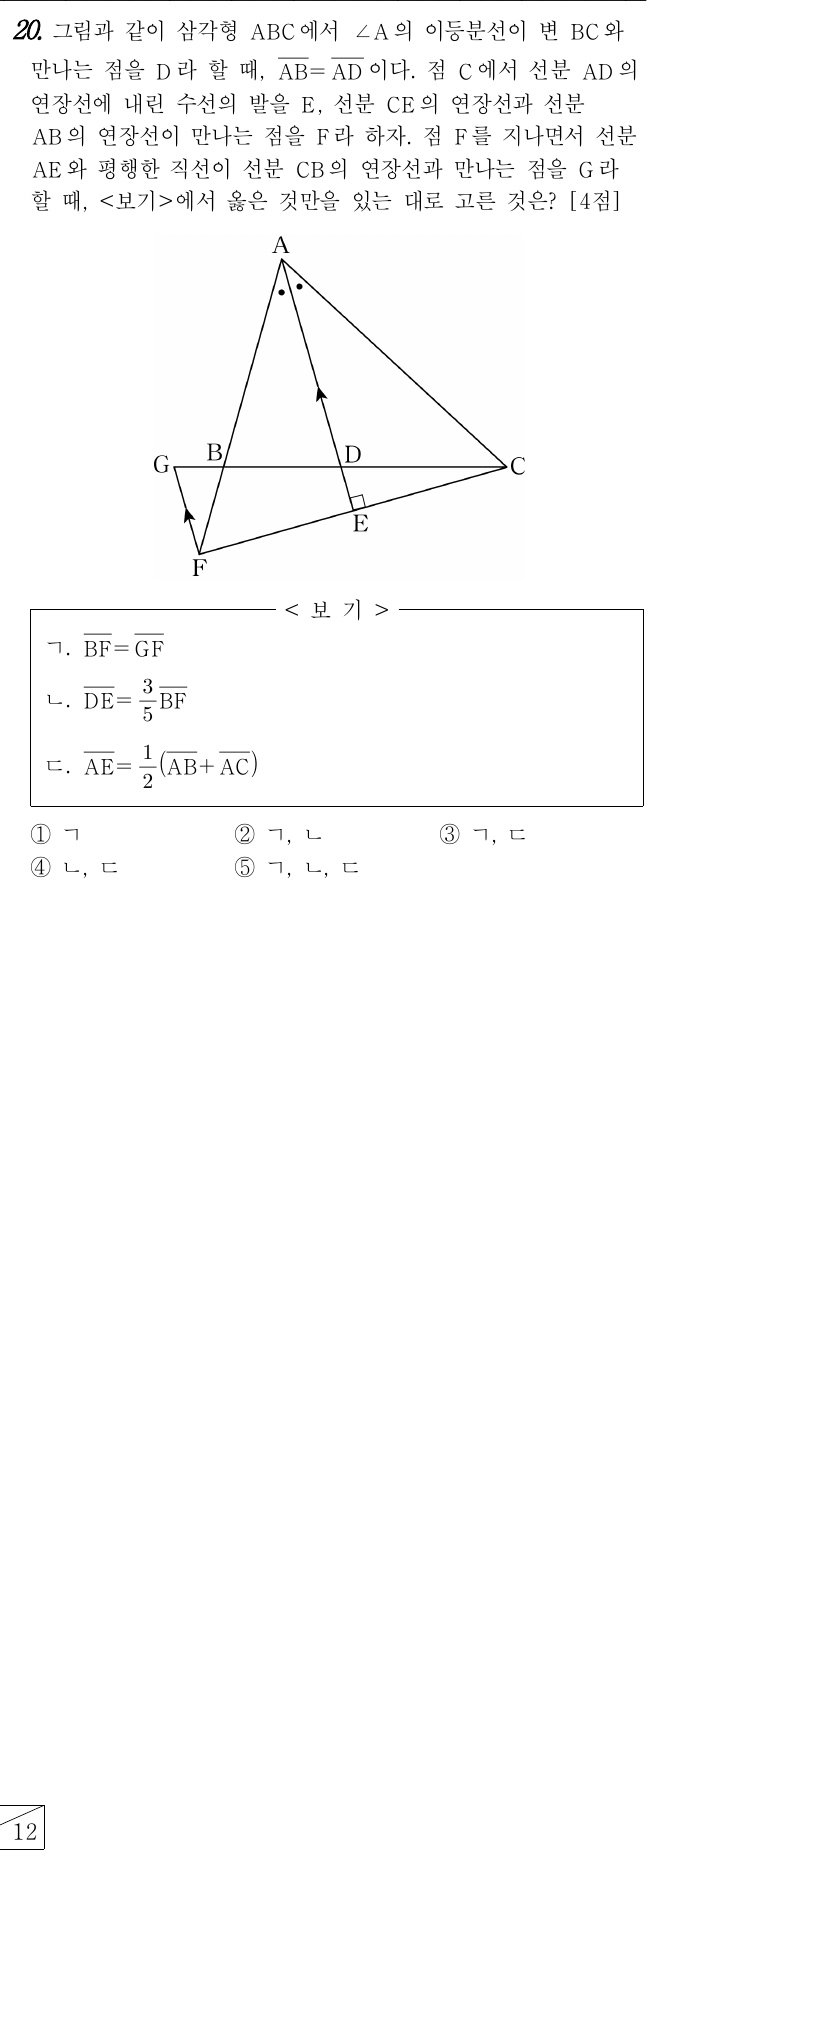 20. 그림과 같이 삼각형 ABC에서 ∠A의 이등분선이 변 BC와
만나는 점을 D라 할 때, \overline{AB}=\overline{AD}이다. 점 C에서 선분 AD의
연장선에 내린 수선의 발을 E, 선분 CE의 연장선과 선분
AB의 연장선이 만나는 점을 F라 하자. 점 F를 지나면서 선분
AE와 평행한 직선이 선분 CB의 연장선과 만나는 점을 G라
할 때, <보기>에서 옳은 것만을 있는 대로 고른 것은? [4점]
A
G B D C
E
F
< 보 기 >
ㄱ. \overline{BF}=\overline{GF}
ㄴ. \overline{DE}=\frac{3}{5}\overline{BF}
ㄷ. \overline{AE}=\frac{1}{2}(\overline{AB}+\overline{AC})
① ㄱ ② ㄱ, ㄴ ③ ㄱ, ㄷ
④ ㄴ, ㄷ ⑤ ㄱ, ㄴ, ㄷ
12